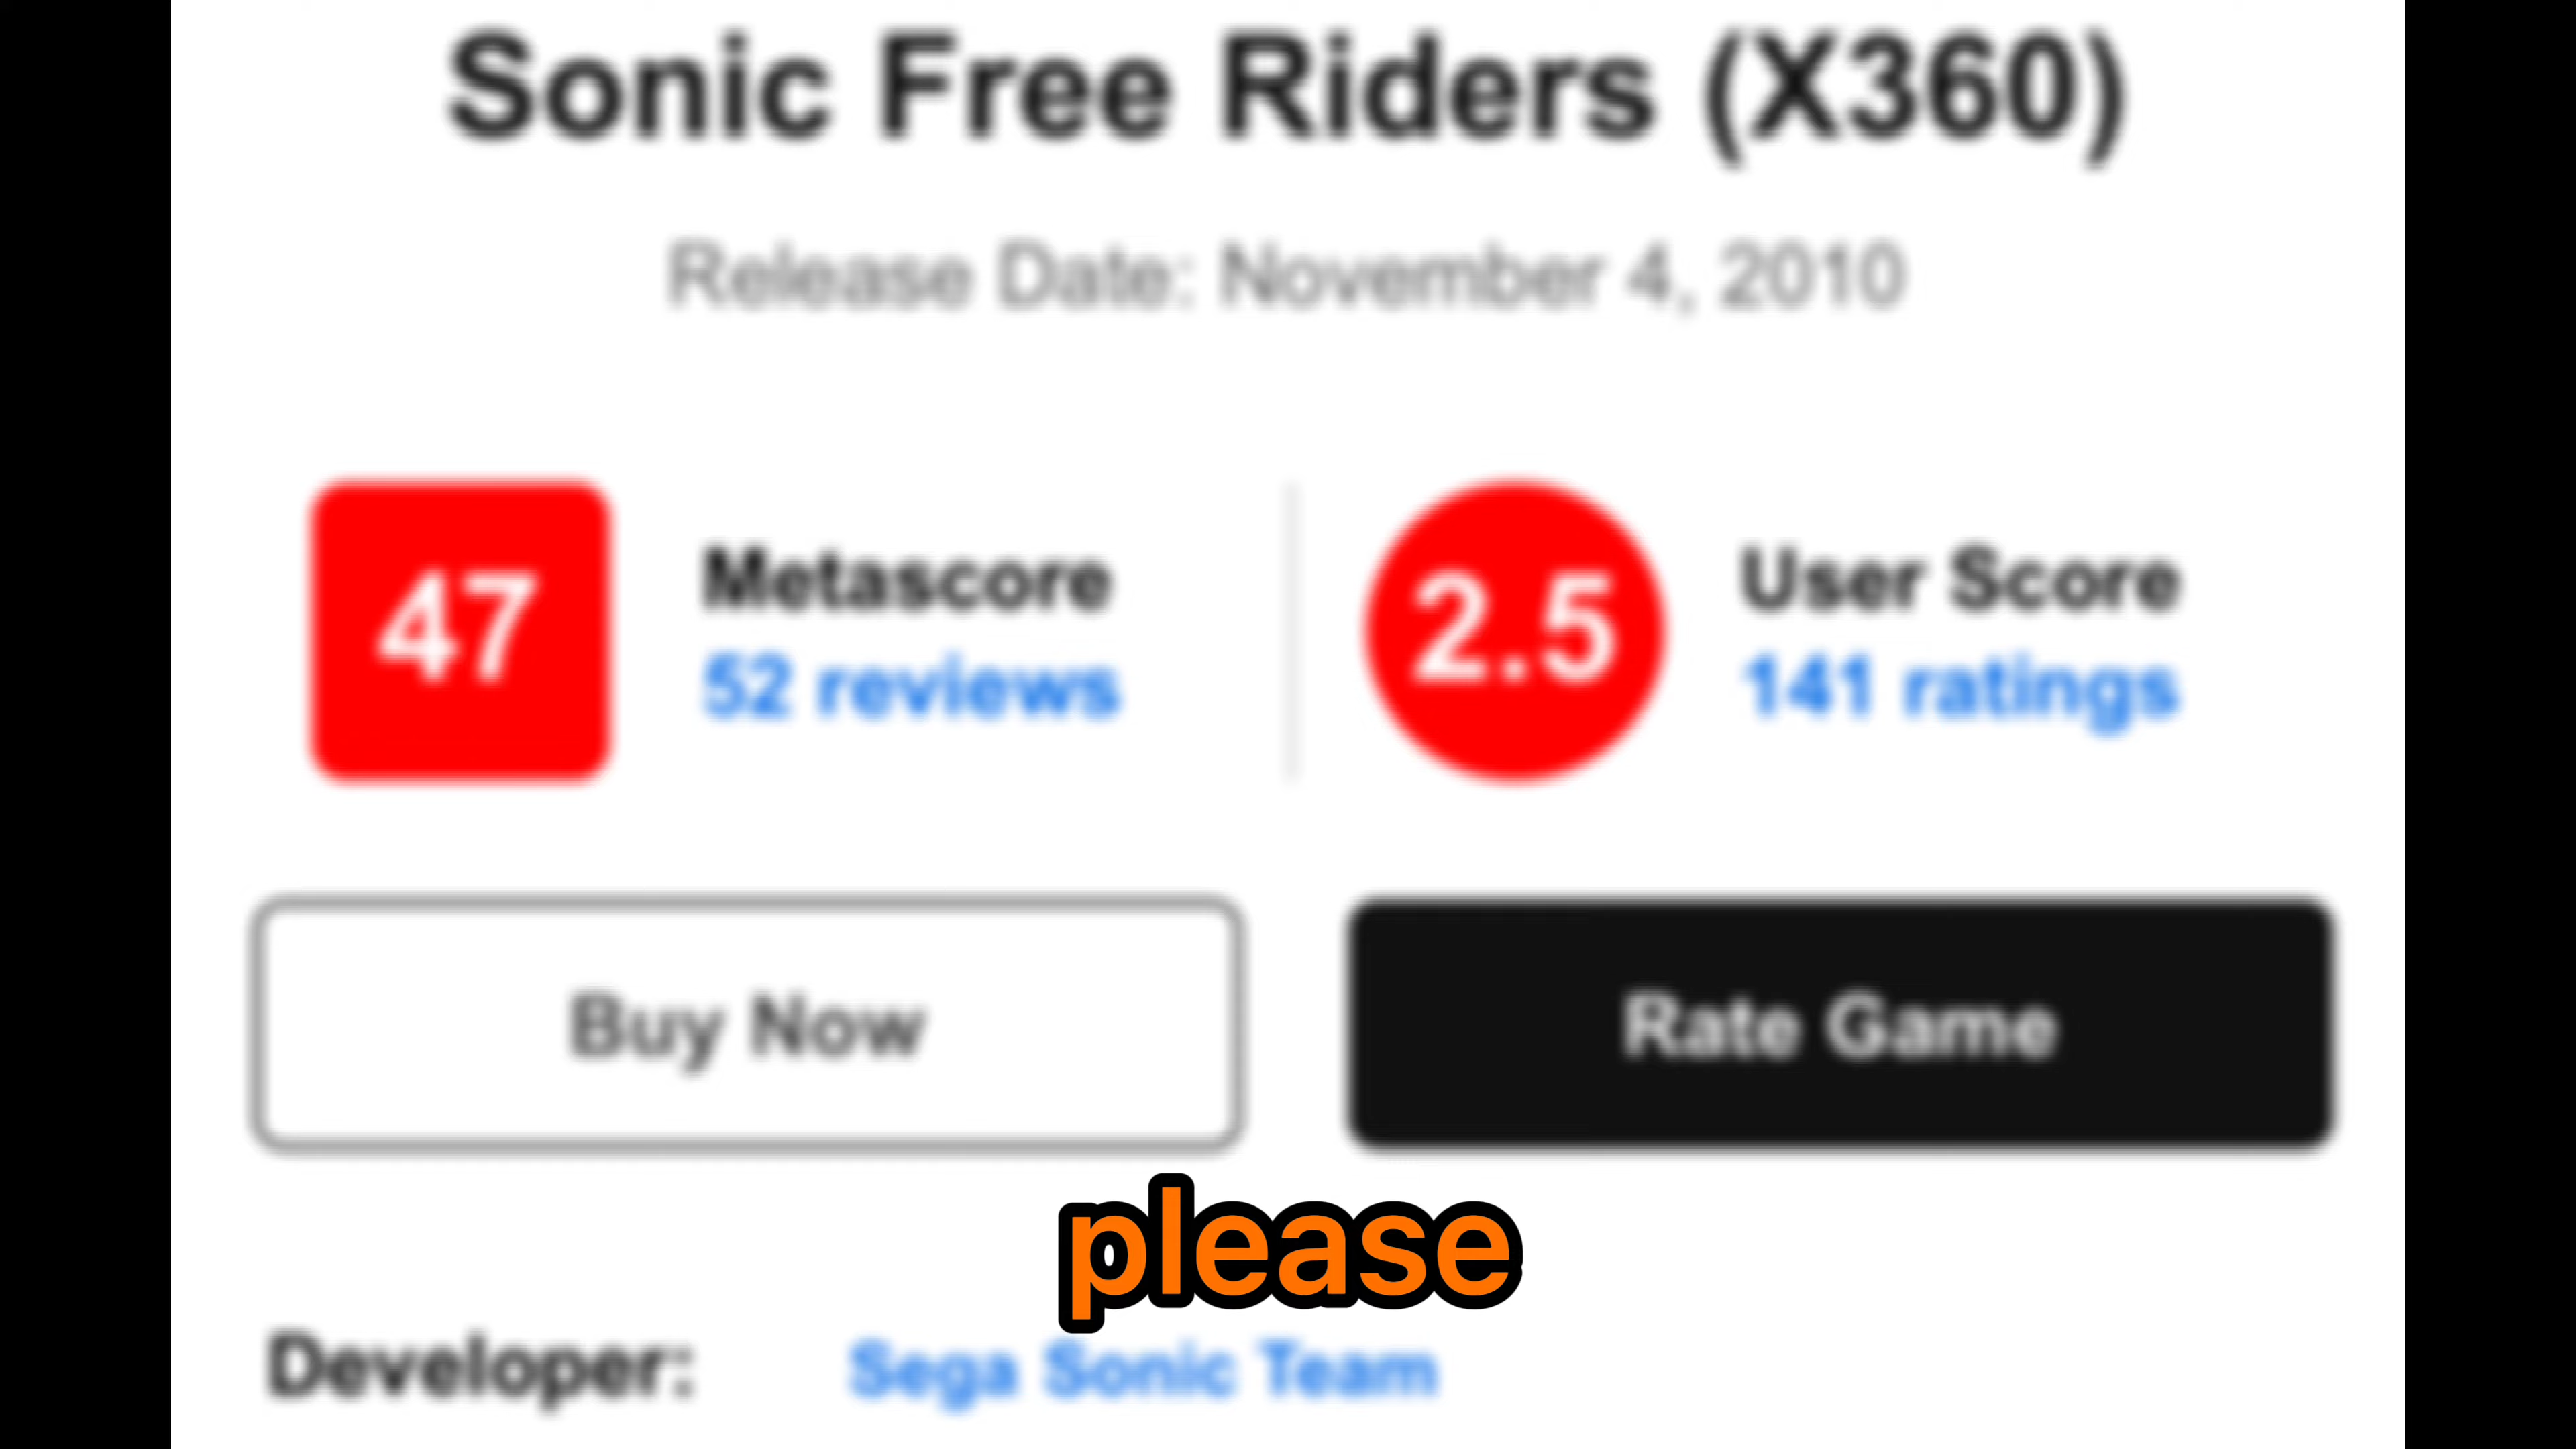 Sonic Free Riders (X360)
Release Date: November 4, 2010
47
Metascore
52 reviews
2.5
User Score
141 ratings
Buy Now
Rate Game
please
Developer: Sega Sonic Team